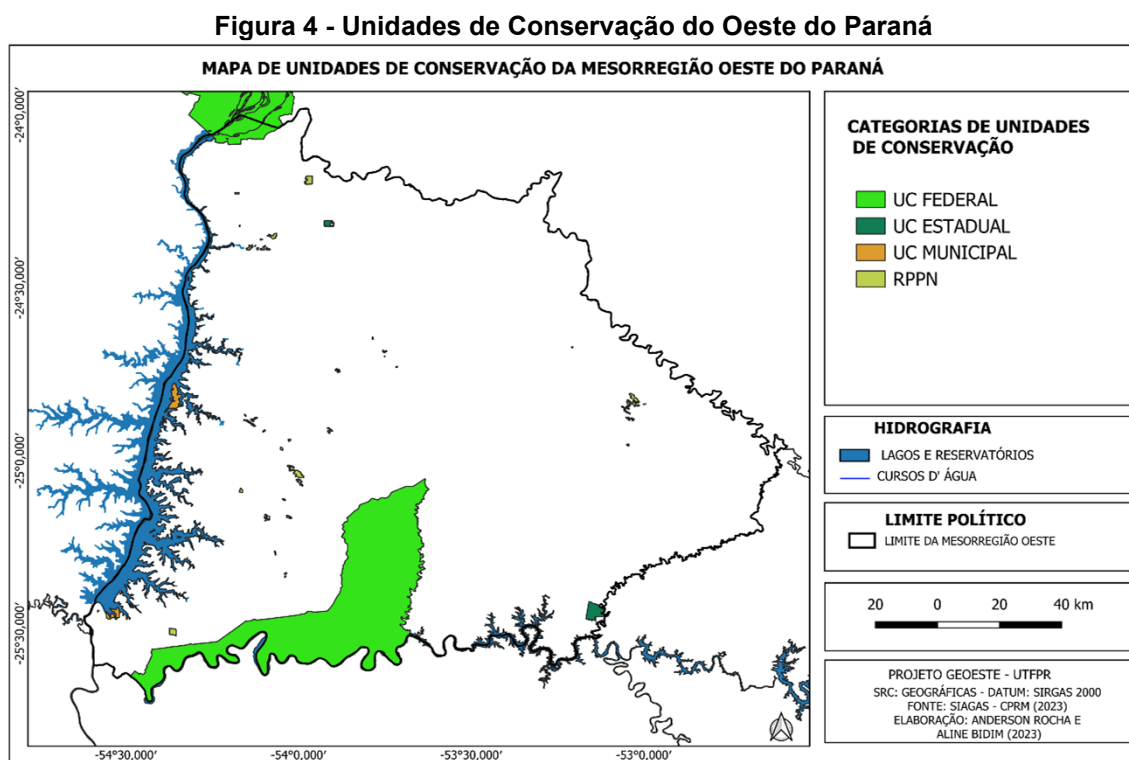 Figura 4 - Unidades de Conservação do Oeste do Paraná
MAPA DE UNIDADES DE CONSERVAÇÃO DA MESORREGIÃO OESTE DO PARANÁ
-24°0,000'
-24°30,000'
-25°0,000'
-25°30,000'
-54°30,000'
-54°0,000'
-53°30,000'
-53°0,000'
CATEGORIAS DE UNIDADES
DE CONSERVAÇÃO
UC FEDERAL
UC ESTADUAL
UC MUNICIPAL
RPPN
HIDROGRAFIA
LAGOS E RESERVATÓRIOS
CURSOS D' ÁGUA
LIMITE POLÍTICO
LIMITE DA MESORREGIÃO OESTE
20 0 20 40 km
PROJETO GEOESTE - UTFPR
SRC: GEOGRÁFICAS - DATUM: SIRGAS 2000
FONTE: SIAGAS - CPRM (2023)
ELABORAÇÃO: ANDERSON ROCHA E
ALINE BIDIM (2023)